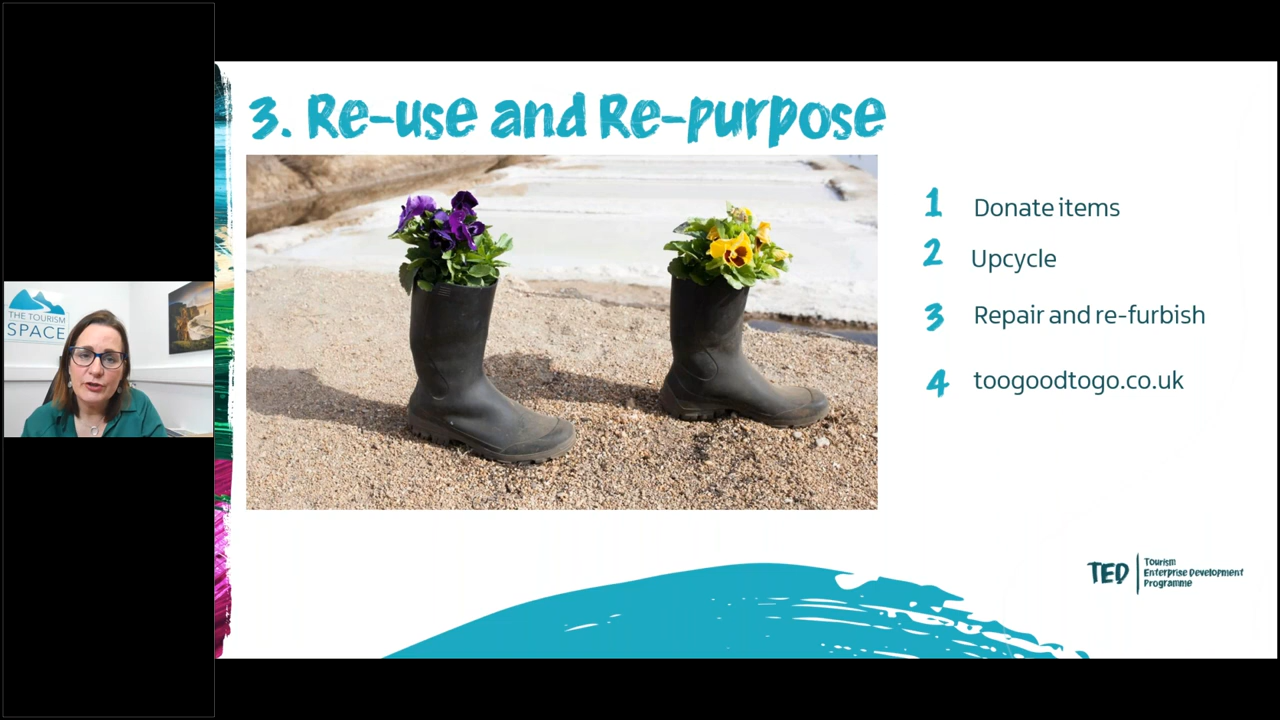 3. Re-use and Re-purpose
1 Donate items
2 Upcycle
3 Repair and re-furbish
4 toogoodtogo.co.uk
THE TOURISM
SPACE
TED
Tourism
Enterprise Development
Programme